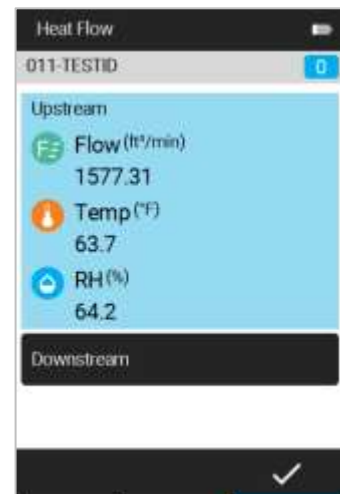 Heat Flow
011-TESTID 0
Upstream
Flow (ft³/min)
1577.31
Temp (°F)
63.7
RH (%)
64.2
Downstream